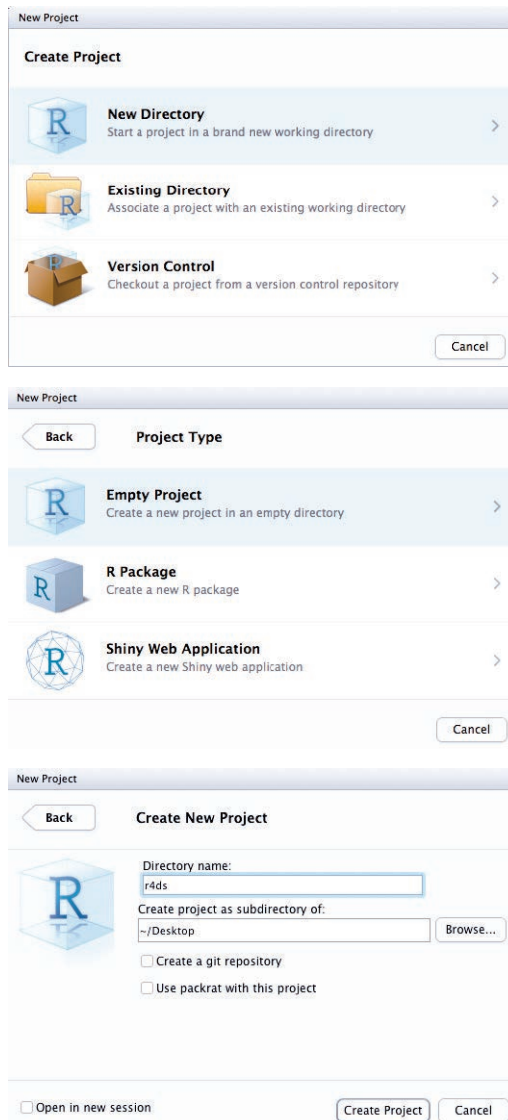 New Project
Create Project
New Directory
Start a project in a brand new working directory
Existing Directory
Associate a project with an existing working directory
Version Control
Checkout a project from a version control repository
Cancel
New Project
Back
Project Type
Empty Project
Create a new project in an empty directory
R Package
Create a new R package
Shiny Web Application
Create a new Shiny web application
Cancel
New Project
Back
Create New Project
Directory name:
r4ds
Create project as subdirectory of:
~/Desktop
Browse...
Create a git repository
Use packrat with this project
Open in new session
Create Project
Cancel